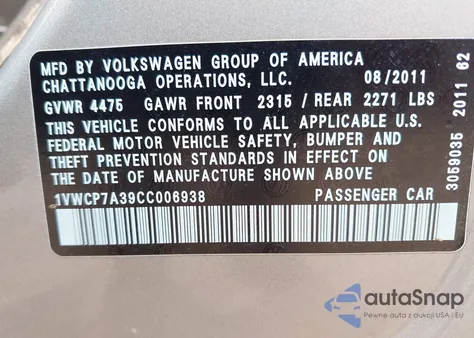 MFD BY VOLKSWAGEN GROUP OF AMERICA
CHATTANOOGA OPERATIONS, LLC. 08/2011
GVWR 4475 GAWR FRONT 2315 / REAR 2271 LBS
THIS VEHICLE CONFORMS TO ALL APPLICABLE U.S.
FEDERAL MOTOR VEHICLE SAFETY, BUMPER AND
THEFT PREVENTION STANDARDS IN EFFECT ON
THE DATE OF MANUFACTURE SHOWN ABOVE
1VWCP7A39CC006938 PASSENGER CAR
3059035 2011 62
autoSnap
Pewne auta z aukcji USA i EU